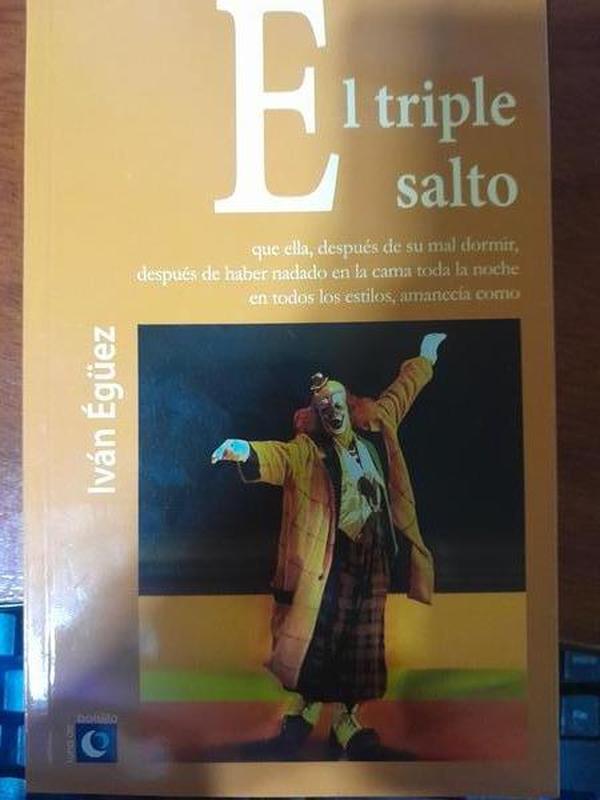 El triple
salto
que ella, después de su mal dormir,
después de haber nadado en la cama toda la noche
en todos los estilos, amanecía como
Iván Égüez
bolsillo